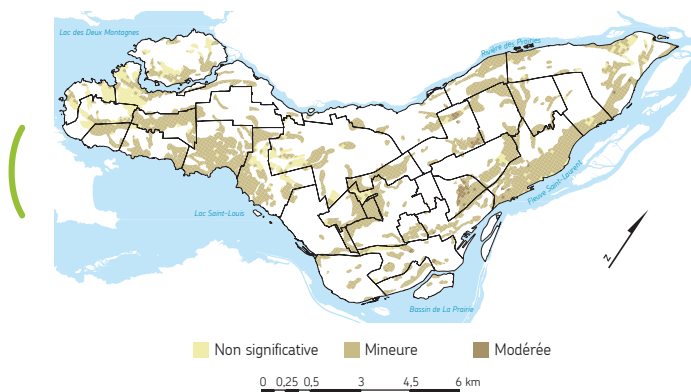 Lac des Deux Montagnes
Rivière des Prairies
Fleuve Saint-Laurent
Lac Saint-Louis
N
Bassin de La Prairie
Non significative Mineure Modérée
0 0,25 0,5 3 4,5 6 km